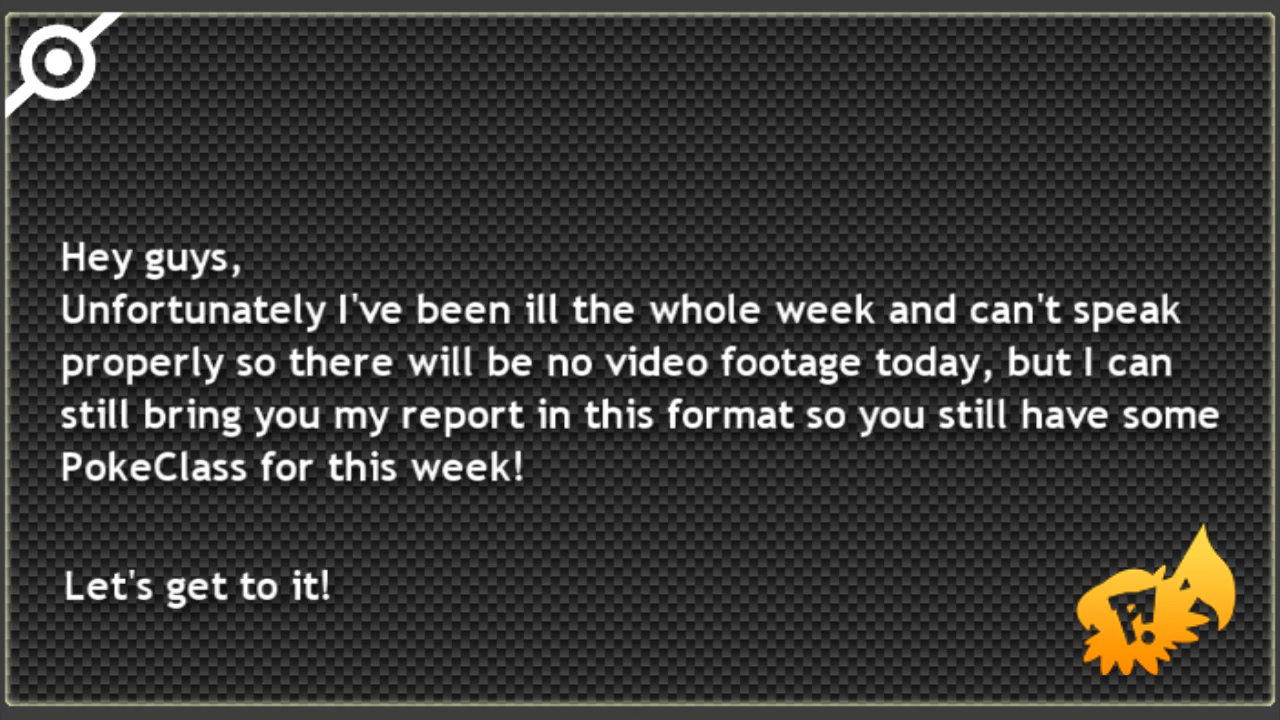 Hey guys,
Unfortunately I've been ill the whole week and can't speak
properly so there will be no video footage today, but I can
still bring you my report in this format so you still have some
PokeClass for this week!
Let's get to it!